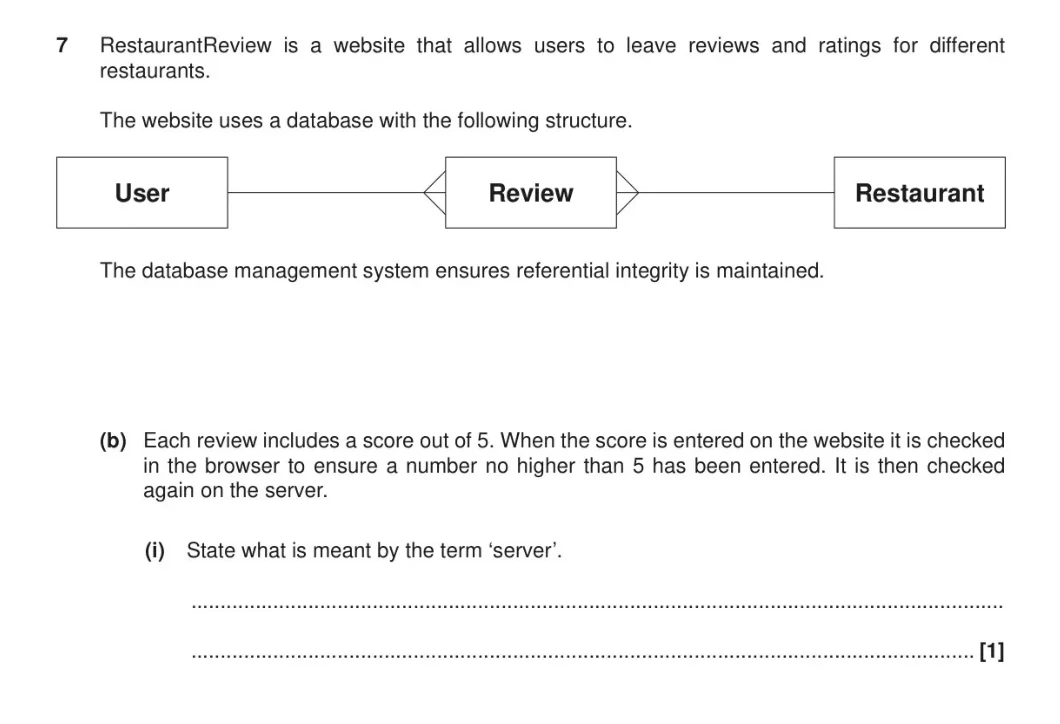 7 RestaurantReview is a website that allows users to leave reviews and ratings for different
restaurants.
The website uses a database with the following structure.
User Review Restaurant
The database management system ensures referential integrity is maintained.
(b) Each review includes a score out of 5. When the score is entered on the website it is checked
in the browser to ensure a number no higher than 5 has been entered. It is then checked
again on the server.
(i) State what is meant by the term ‘server’.
[1]